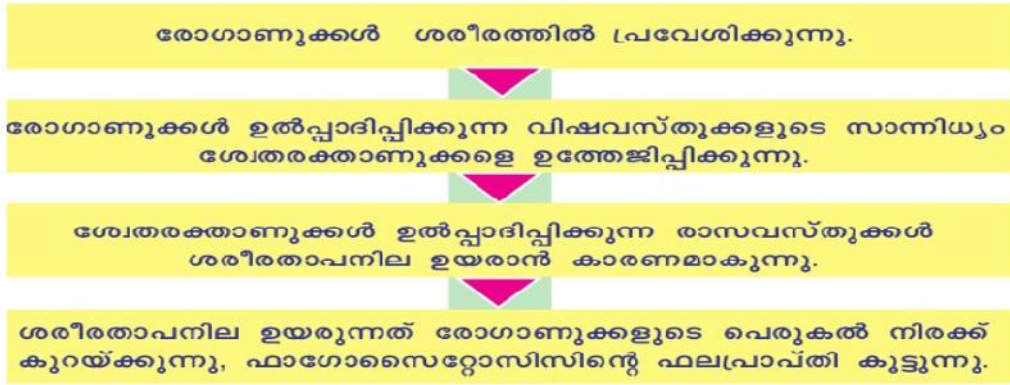 രോഗാണുക്കൾ ശരീരത്തിൽ പ്രവേശിക്കുന്നു.
രോഗാണുക്കൾ ഉൽപ്പാദിപ്പിക്കുന്ന വിഷവസ്തുക്കളുടെ സാന്നിധ്യം
ശ്വേതരക്താണുക്കളെ ഉത്തേജിപ്പിക്കുന്നു.
ശ്വേതരക്താണുക്കൾ ഉൽപ്പാദിപ്പിക്കുന്ന രാസവസ്തുക്കൾ
ശരീരതാപനില ഉയരാൻ കാരണമാകുന്നു.
ശരീരതാപനില ഉയരുന്നത് രോഗാണുക്കളുടെ പെരുകൽ നിരക്ക്
കുറയ്ക്കുന്നു, ഫാഗോസൈറ്റോസിസിന്റെ ഫലപ്രാപ്തി കൂട്ടുന്നു.